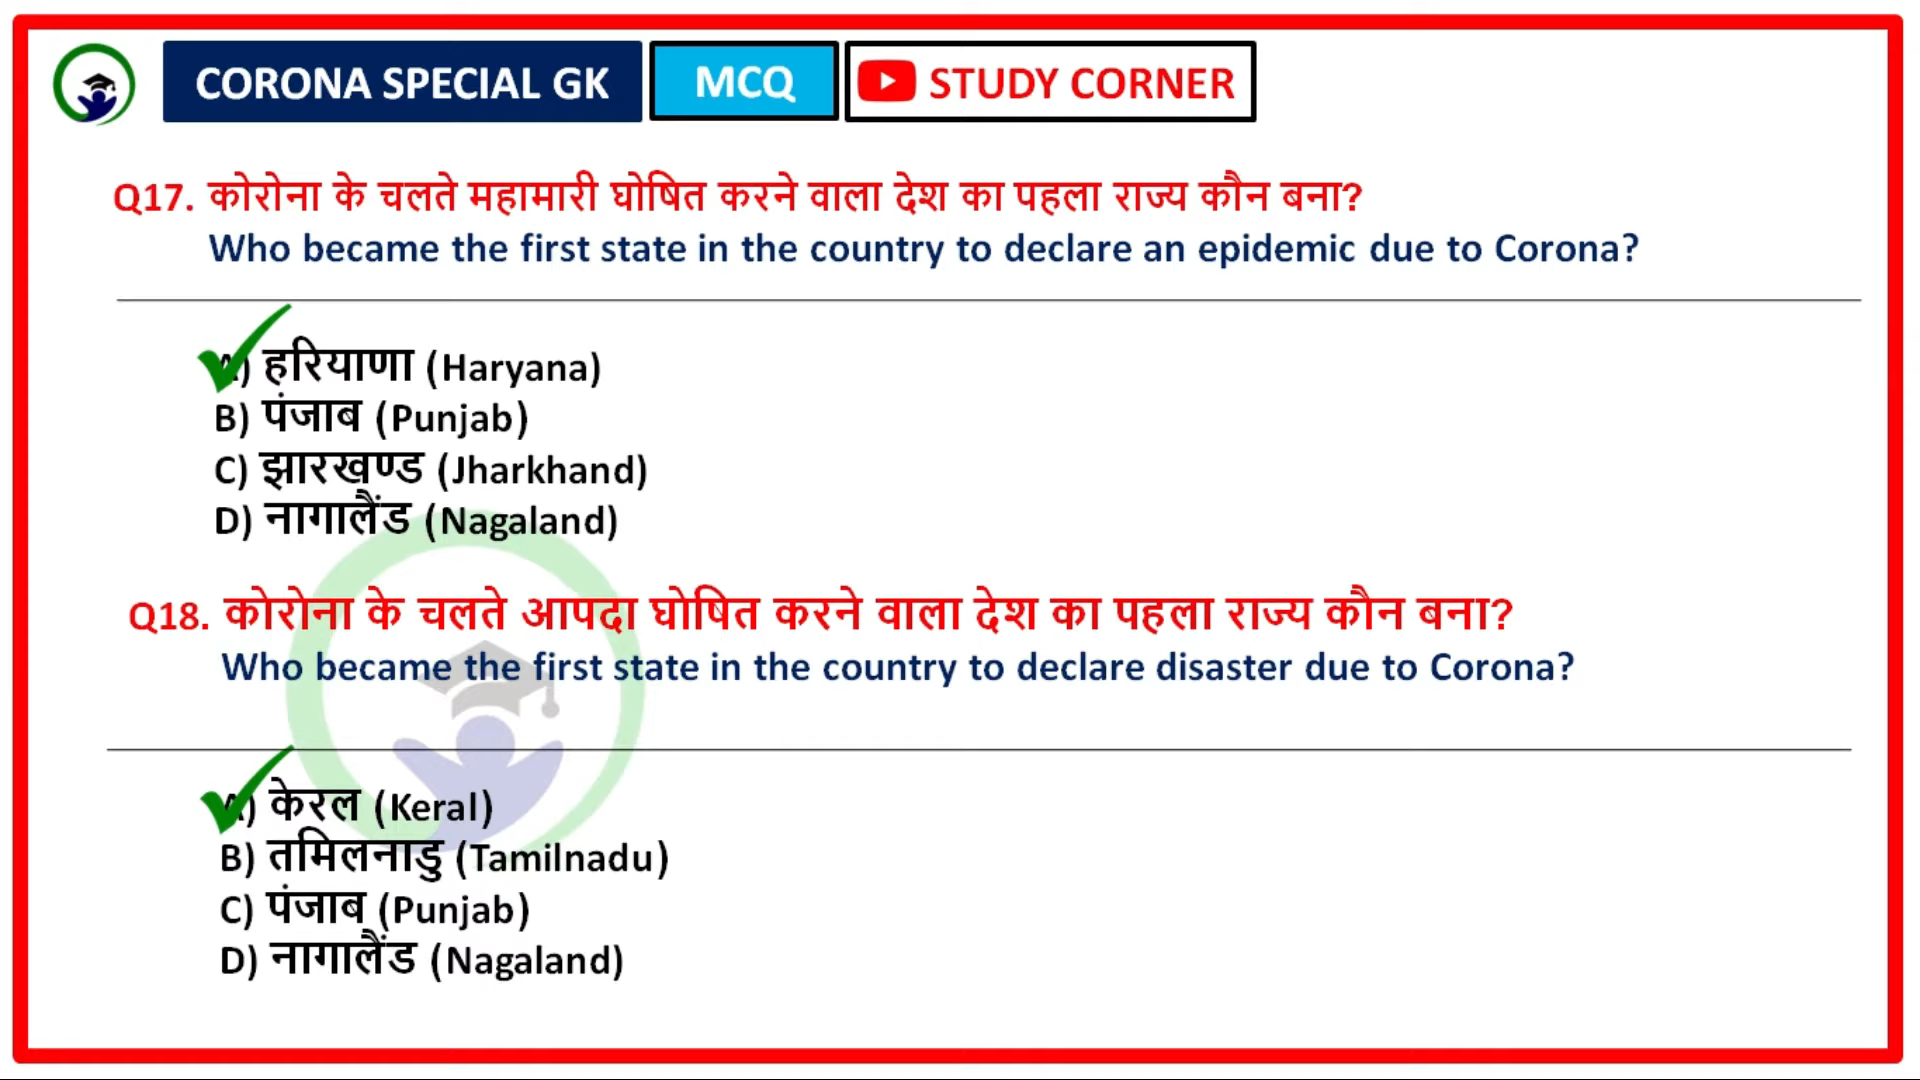 CORONA SPECIAL GK MCQ STUDY CORNER
Q17. कोरोना के चलते महामारी घोषित करने वाला देश का पहला राज्य कौन बना?
Who became the first state in the country to declare an epidemic due to Corona?
A) हरियाणा (Haryana)
B) पंजाब (Punjab)
C) झारखण्ड (Jharkhand)
D) नागालैंड (Nagaland)
Q18. कोरोना के चलते आपदा घोषित करने वाला देश का पहला राज्य कौन बना?
Who became the first state in the country to declare disaster due to Corona?
A) केरल (Keral)
B) तमिलनाडु (Tamilnadu)
C) पंजाब (Punjab)
D) नागालैंड (Nagaland)